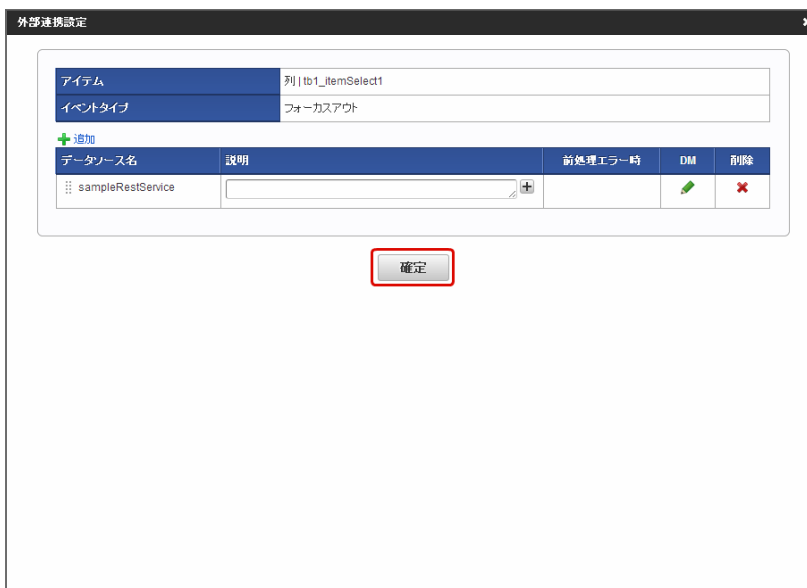 外部連携設定
アイテム 列 | tb1_itemSelect1
イベントタイプ フォーカスアウト
追加
データソース名 説明 前処理エラー時 DM 削除
sampleRestService
確定